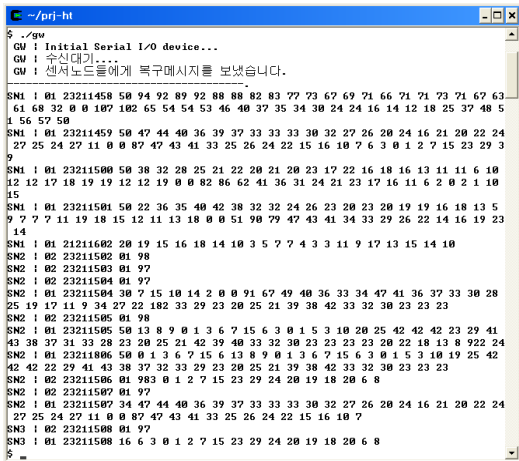 ~/prj-ht
$ ./gw
GW : Initial Serial I/O device...
GW : 수신대기....
GW : 센서노드들에게 복구메시지를 보냈습니다.
------------------------------------.
SN1 : 01 23211458 50 94 92 89 92 88 88 82 83 77 73 67 69 71 66 71 71 73 71 67 63
61 68 32 0 0 107 102 65 54 54 53 46 40 37 35 34 30 24 24 16 14 12 18 25 37 48 5
1 56 57 50
SN1 : 01 23211459 50 47 44 40 36 39 37 33 33 33 30 32 27 26 20 24 16 21 20 22 24
27 25 24 27 11 0 0 87 47 43 41 33 25 26 24 22 15 16 10 7 6 3 0 1 2 7 15 23 29 3
9
SN1 : 01 23211500 50 38 32 28 25 21 22 20 21 20 23 17 22 16 18 16 13 11 11 6 10
12 12 17 18 19 19 12 12 19 0 0 82 86 62 41 36 31 24 21 23 17 16 11 6 2 0 2 1 10
15
SN1 : 01 23211501 50 22 36 35 40 42 38 32 32 24 26 23 20 23 20 19 19 16 18 13 5
9 7 7 7 11 19 18 15 12 11 13 18 0 0 51 90 79 47 43 41 34 33 29 26 22 14 16 19 23
14
SN1 : 01 21211602 20 19 15 16 18 14 10 3 5 7 7 4 3 3 11 9 17 13 15 14 10
SN2 : 02 23211502 01 98
SN2 : 02 23211503 01 97
SN2 : 02 23211504 01 97
SN2 : 01 23211504 30 7 15 10 14 2 0 0 91 67 49 40 36 33 34 47 41 36 37 33 30 28
25 19 17 11 9 34 27 22 182 33 29 23 20 25 21 39 38 42 33 32 30 23 23 23
SN2 : 02 23211505 01 98
SN2 : 02 23211505 50 13 8 9 0 1 3 6 7 15 6 3 0 1 5 3 10 20 25 42 42 42 23 29 41
43 38 37 31 33 28 23 20 25 21 42 39 40 33 32 30 23 23 23 23 20 22 18 13 8 922 24
SN2 : 01 23211806 50 0 1 3 6 7 15 6 13 8 9 0 1 3 6 7 15 6 3 0 1 5 3 10 19 25 42
42 42 22 29 41 43 38 37 32 33 29 23 20 25 21 39 38 42 33 32 30 23 23 23
SN2 : 02 23211506 01 983 0 1 2 7 15 23 29 24 20 19 18 20 6 8
SN2 : 02 23211507 01 97
SN2 : 01 23211507 34 47 44 40 36 39 37 33 33 33 30 32 27 26 20 24 16 21 20 22 24
27 25 24 27 11 0 0 87 47 43 41 33 25 26 24 22 15 16 10 7
SN3 : 02 23211508 01 97
SN3 : 01 23211508 16 6 3 0 1 2 7 15 23 29 24 20 19 18 20 6 8
$ _